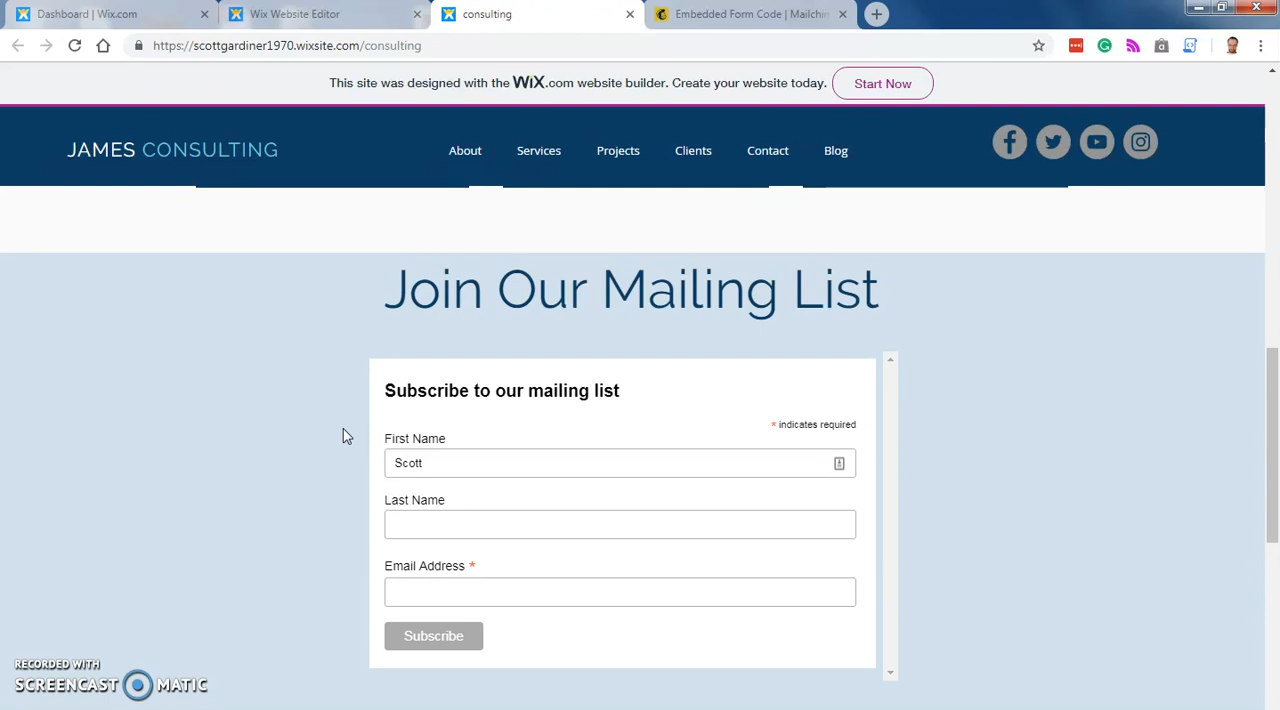 Dashboard | Wix.com
Wix Website Editor
consulting
Embedded Form Code | Mailchim
https://scottgardiner1970.wixsite.com/consulting
This site was designed with the WiX.com website builder. Create your website today.
Start Now
JAMES CONSULTING
About
Services
Projects
Clients
Contact
Blog
Join Our Mailing List
Subscribe to our mailing list
* indicates required
First Name
Scott
Last Name
Email Address *
Subscribe
RECORDED WITH
SCREENCAST MATIC